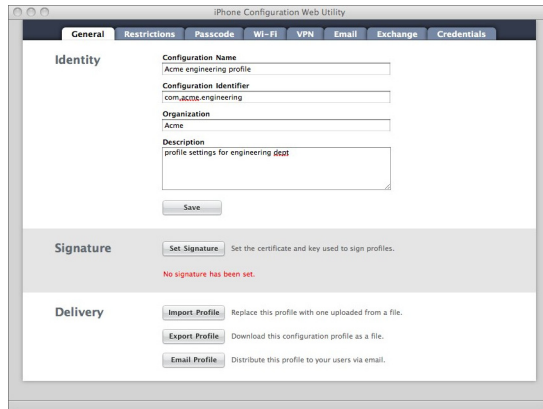 iPhone Configuration Web Utility
General Restrictions Passcode Wi-Fi VPN Email Exchange Credentials
Identity
Configuration Name
Acme engineering profile
Configuration Identifier
com.acme.engineering
Organization
Acme
Description
profile settings for engineering dept
Save
Signature
Set Signature Set the certificate and key used to sign profiles.
No signature has been set.
Delivery
Import Profile Replace this profile with one uploaded from a file.
Export Profile Download this configuration profile as a file.
Email Profile Distribute this profile to your users via email.